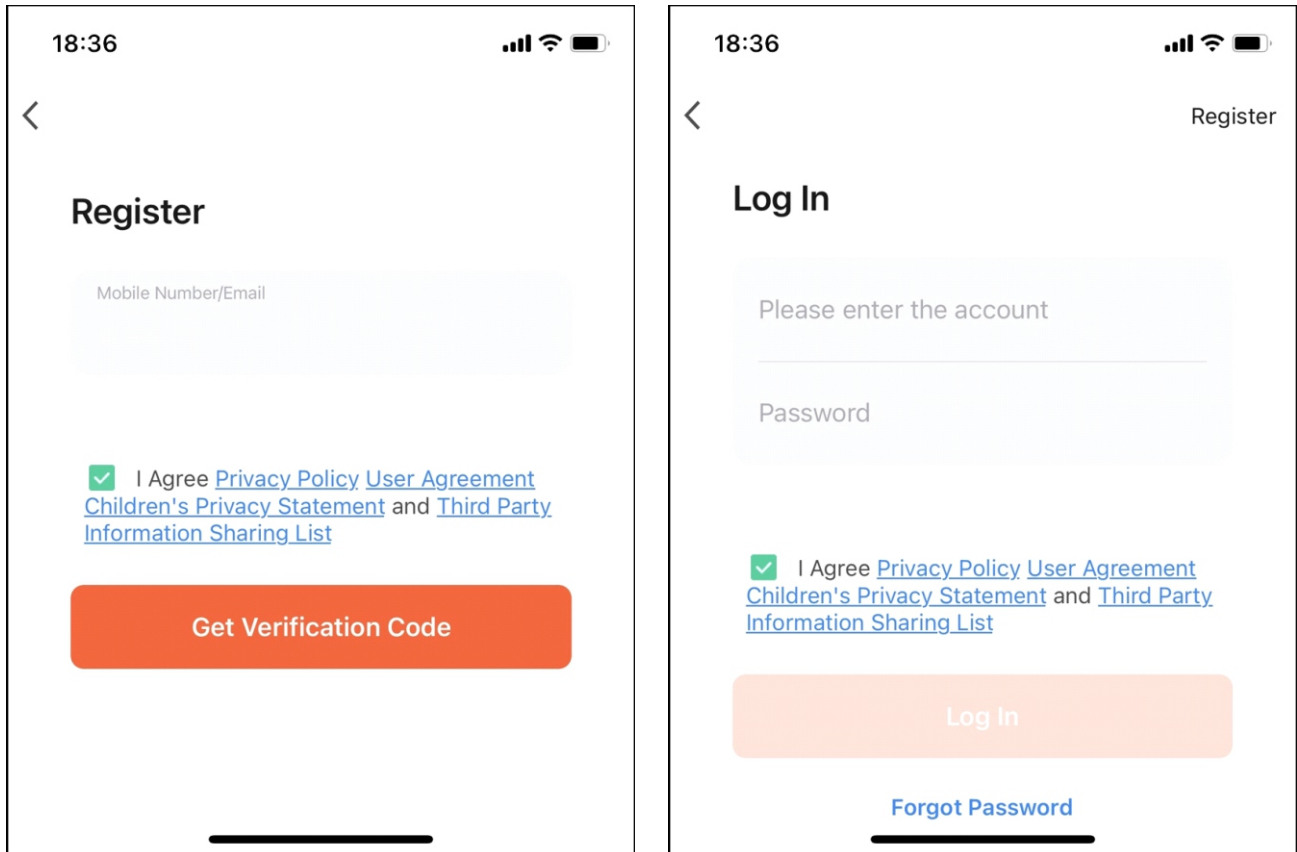 18:36
Register
Mobile Number/Email
I Agree Privacy Policy User Agreement
Children's Privacy Statement and Third Party
Information Sharing List
Get Verification Code
18:36
Register
Log In
Please enter the account
Password
I Agree Privacy Policy User Agreement
Children's Privacy Statement and Third Party
Information Sharing List
Log In
Forgot Password